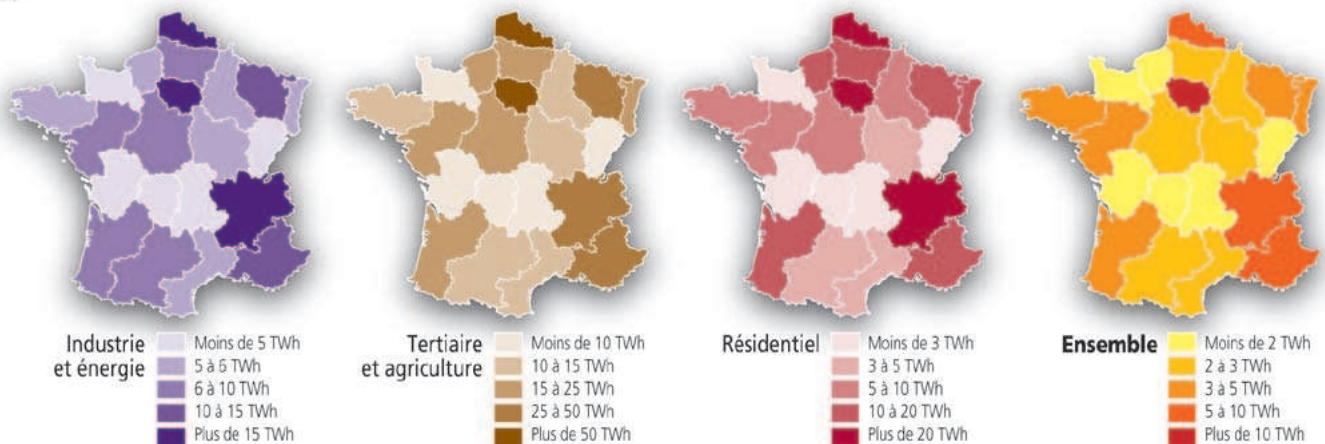 Industrie
et énergie
Moins de 5 TWh
5 à 6 TWh
6 à 10 TWh
10 à 15 TWh
Plus de 15 TWh
Tertiaire
et agriculture
Moins de 10 TWh
10 à 15 TWh
15 à 25 TWh
25 à 50 TWh
Plus de 50 TWh
Résidentiel
Moins de 3 TWh
3 à 5 TWh
5 à 10 TWh
10 à 20 TWh
Plus de 20 TWh
Ensemble
Moins de 2 TWh
2 à 3 TWh
3 à 5 TWh
5 à 10 TWh
Plus de 10 TWh